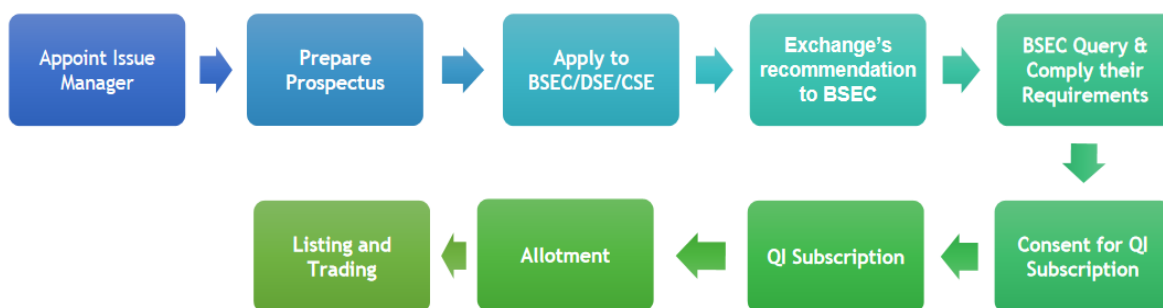 Appoint Issue
Manager
Prepare
Prospectus
Apply to
BSEC/DSE/CSE
Exchange's
recommendation
to BSEC
BSEC Query &
Comply their
Requirements
Consent for QI
Subscription
QI Subscription
Allotment
Listing and
Trading